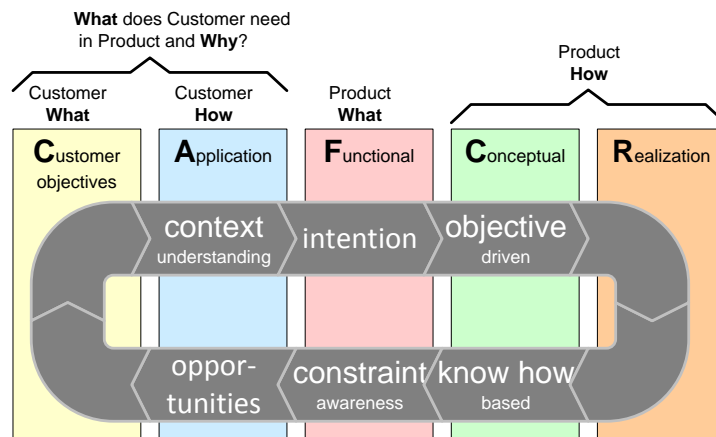 What does Customer need
in Product and Why?
Product
How
Customer
What
Customer
How
Product
What
Customer
objectives
Application
Functional
Conceptual
Realization
context
understanding
intention
objective
driven
oppor-
tunities
constraint
awareness
know how
based